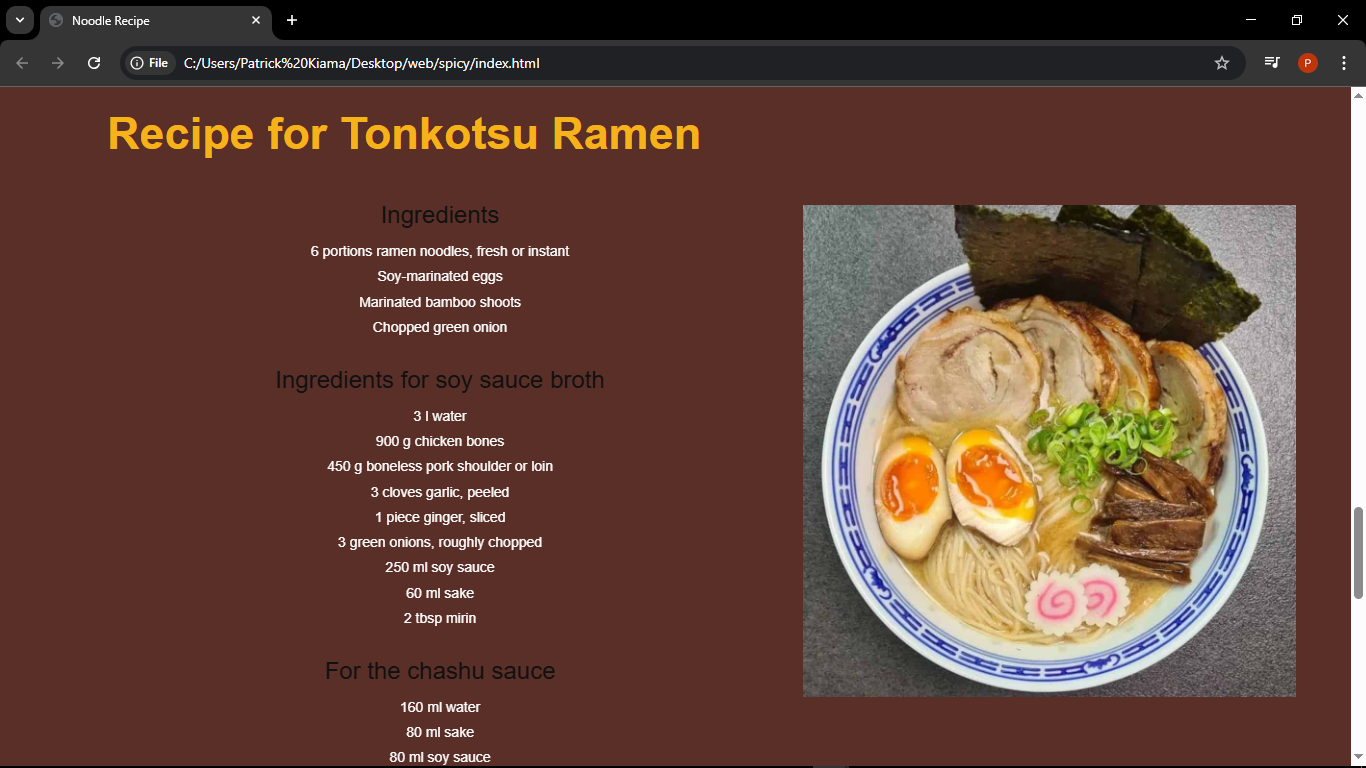 Noodle Recipe
File
C:/Users/Patrick%20Kiama/Desktop/web/spicy/index.html
P
Recipe for Tonkotsu Ramen
Ingredients
6 portions ramen noodles, fresh or instant
Soy-marinated eggs
Marinated bamboo shoots
Chopped green onion
Ingredients for soy sauce broth
3 l water
900 g chicken bones
450 g boneless pork shoulder or loin
3 cloves garlic, peeled
1 piece ginger, sliced
3 green onions, roughly chopped
250 ml soy sauce
60 ml sake
2 tbsp mirin
For the chashu sauce
160 ml water
80 ml sake
80 ml soy sauce